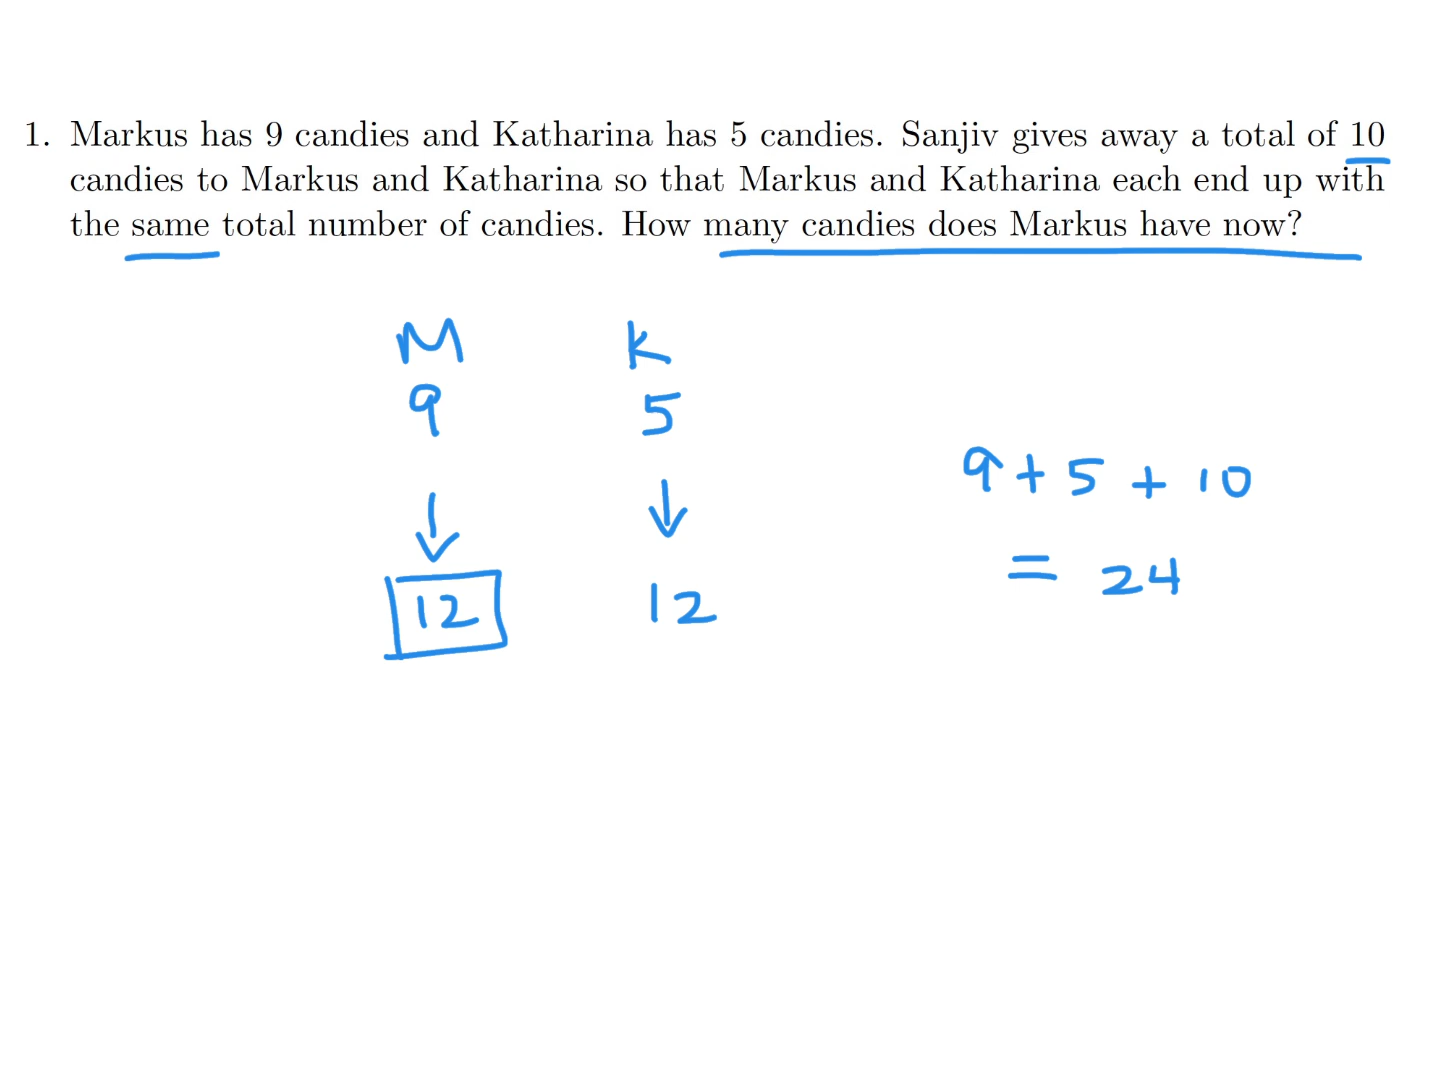 1. Markus has 9 candies and Katharina has 5 candies. Sanjiv gives away a total of 10
candies to Markus and Katharina so that Markus and Katharina each end up with
the same total number of candies. How many candies does Markus have now?
M K
9 5
9 + 5 + 10
= 24
12 12